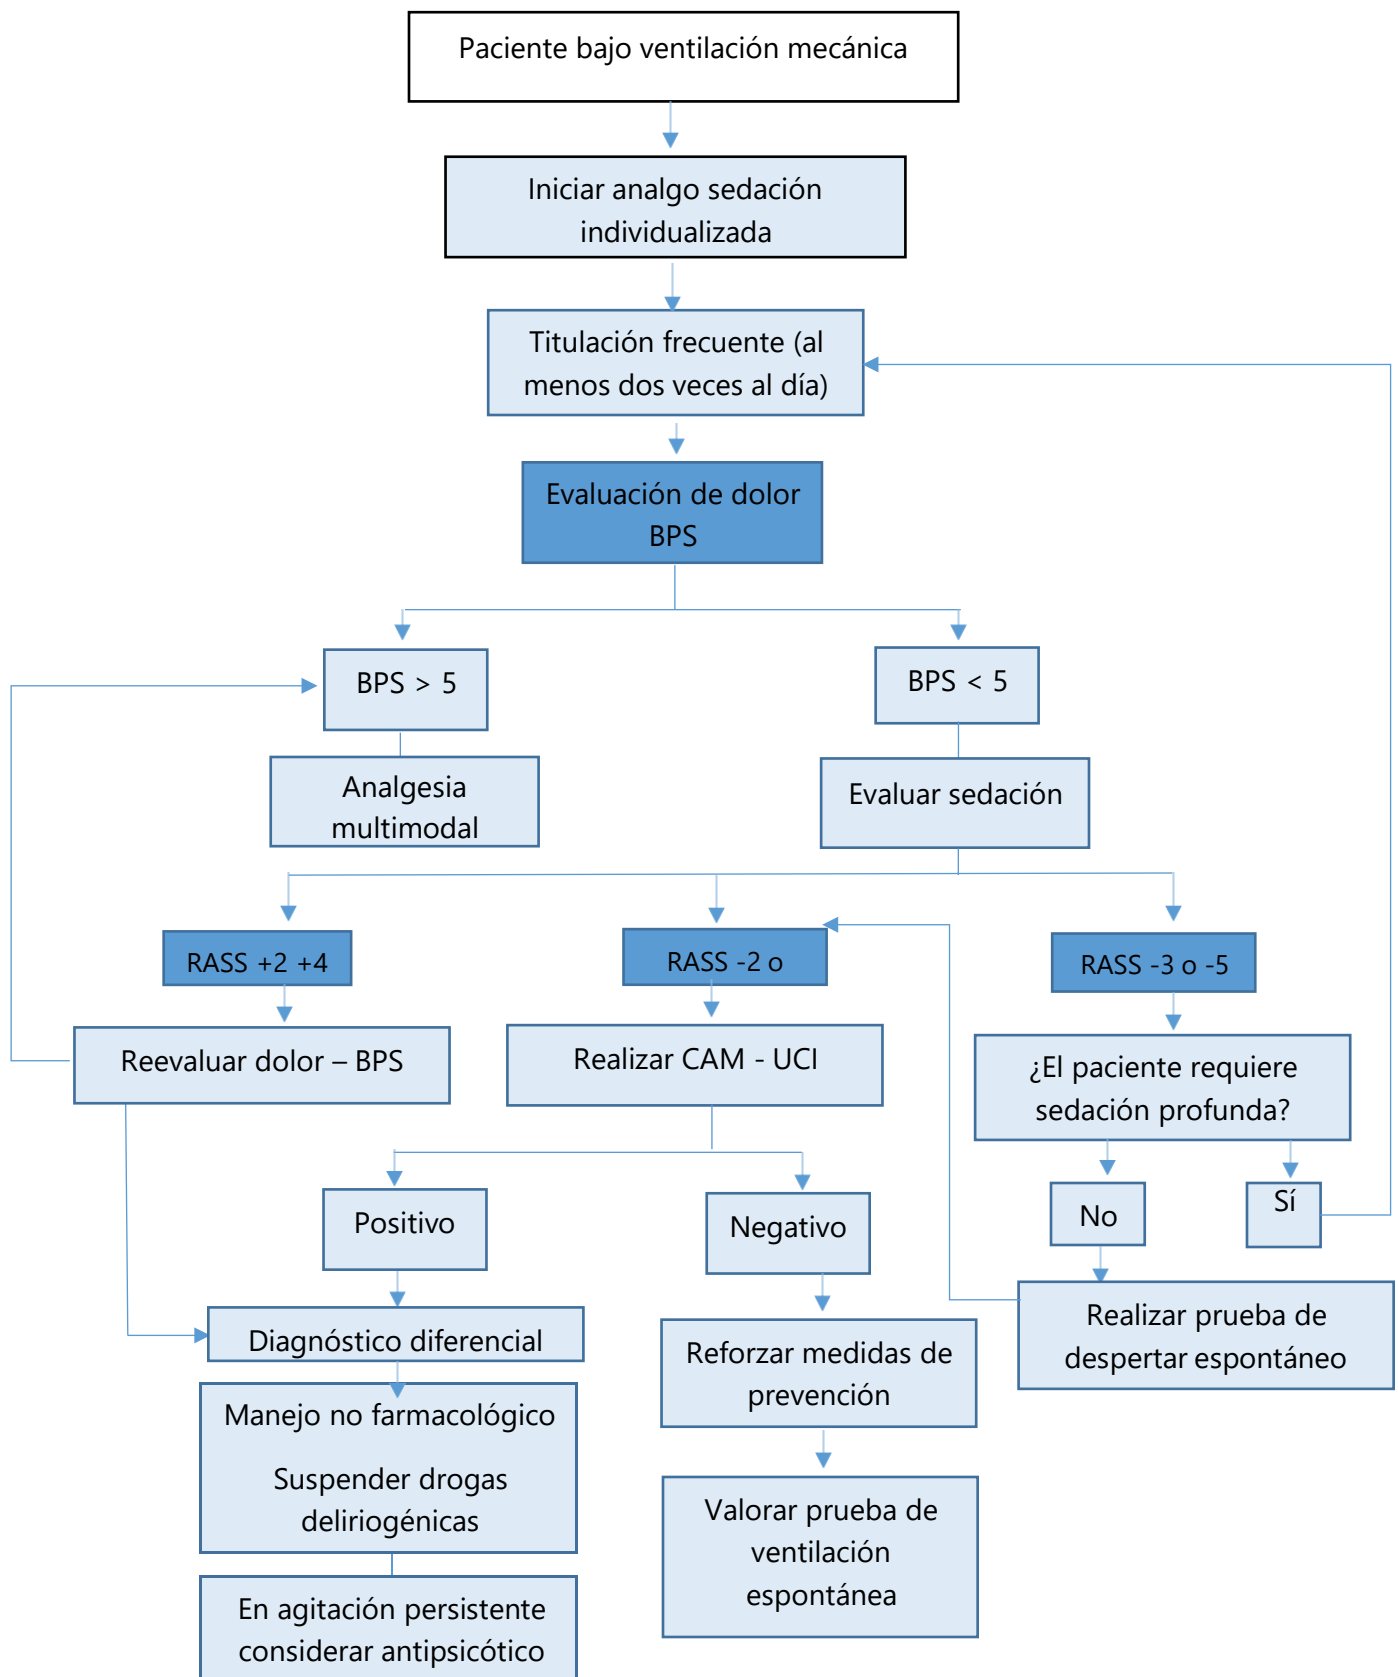 Paciente bajo ventilación mecánica
Iniciar analgo sedación
individualizada
Titulación frecuente (al
menos dos veces al día)
Evaluación de dolor
BPS
BPS > 5
BPS < 5
Analgesia
multimodal
Evaluar sedación
RASS +2 +4
RASS -2 o
RASS -3 o -5
Reevaluar dolor – BPS
Realizar CAM - UCI
¿El paciente requiere
sedación profunda?
Positivo
Negativo
No
Sí
Diagnóstico diferencial
Reforzar medidas de
prevención
Realizar prueba de
despertar espontáneo
Manejo no farmacológico
Suspender drogas
deliriogénicas
Valorar prueba de
ventilación
espontánea
En agitación persistente
considerar antipsicótico